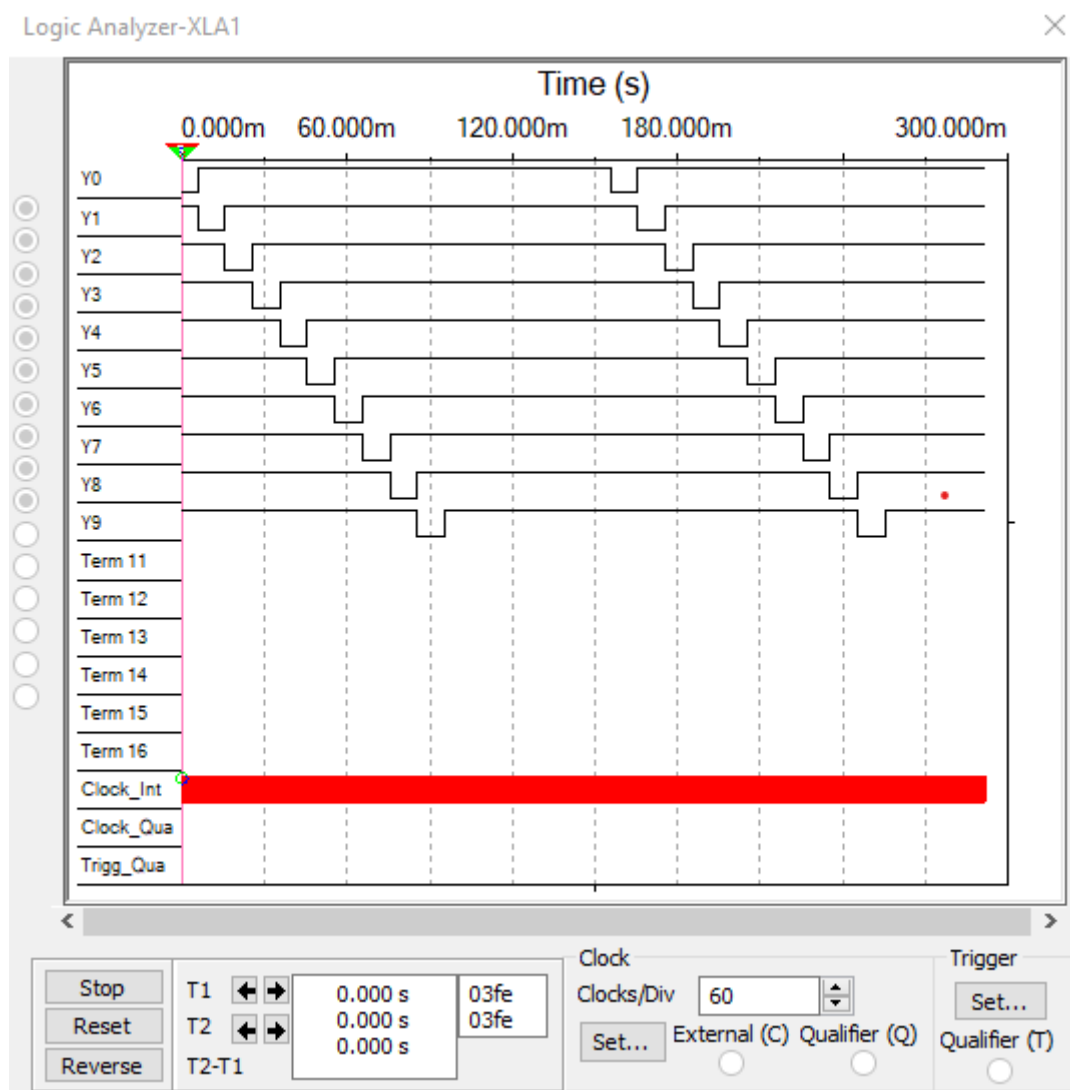 Logic Analyzer-XLA1
Time (s)
0.000m 60.000m 120.000m 180.000m 300.000m
Y0
Y1
Y2
Y3
Y4
Y5
Y6
Y7
Y8
Y9
Term 11
Term 12
Term 13
Term 14
Term 15
Term 16
Clock_Int
Clock_Qua
Trigg_Qua
Stop
Reset
Reverse
T1 0.000 s 03fe
T2 0.000 s 03fe
T2-T1 0.000 s
Clock
Clocks/Div 60
Set... External (C) Qualifier (Q)
Trigger
Set...
Qualifier (T)